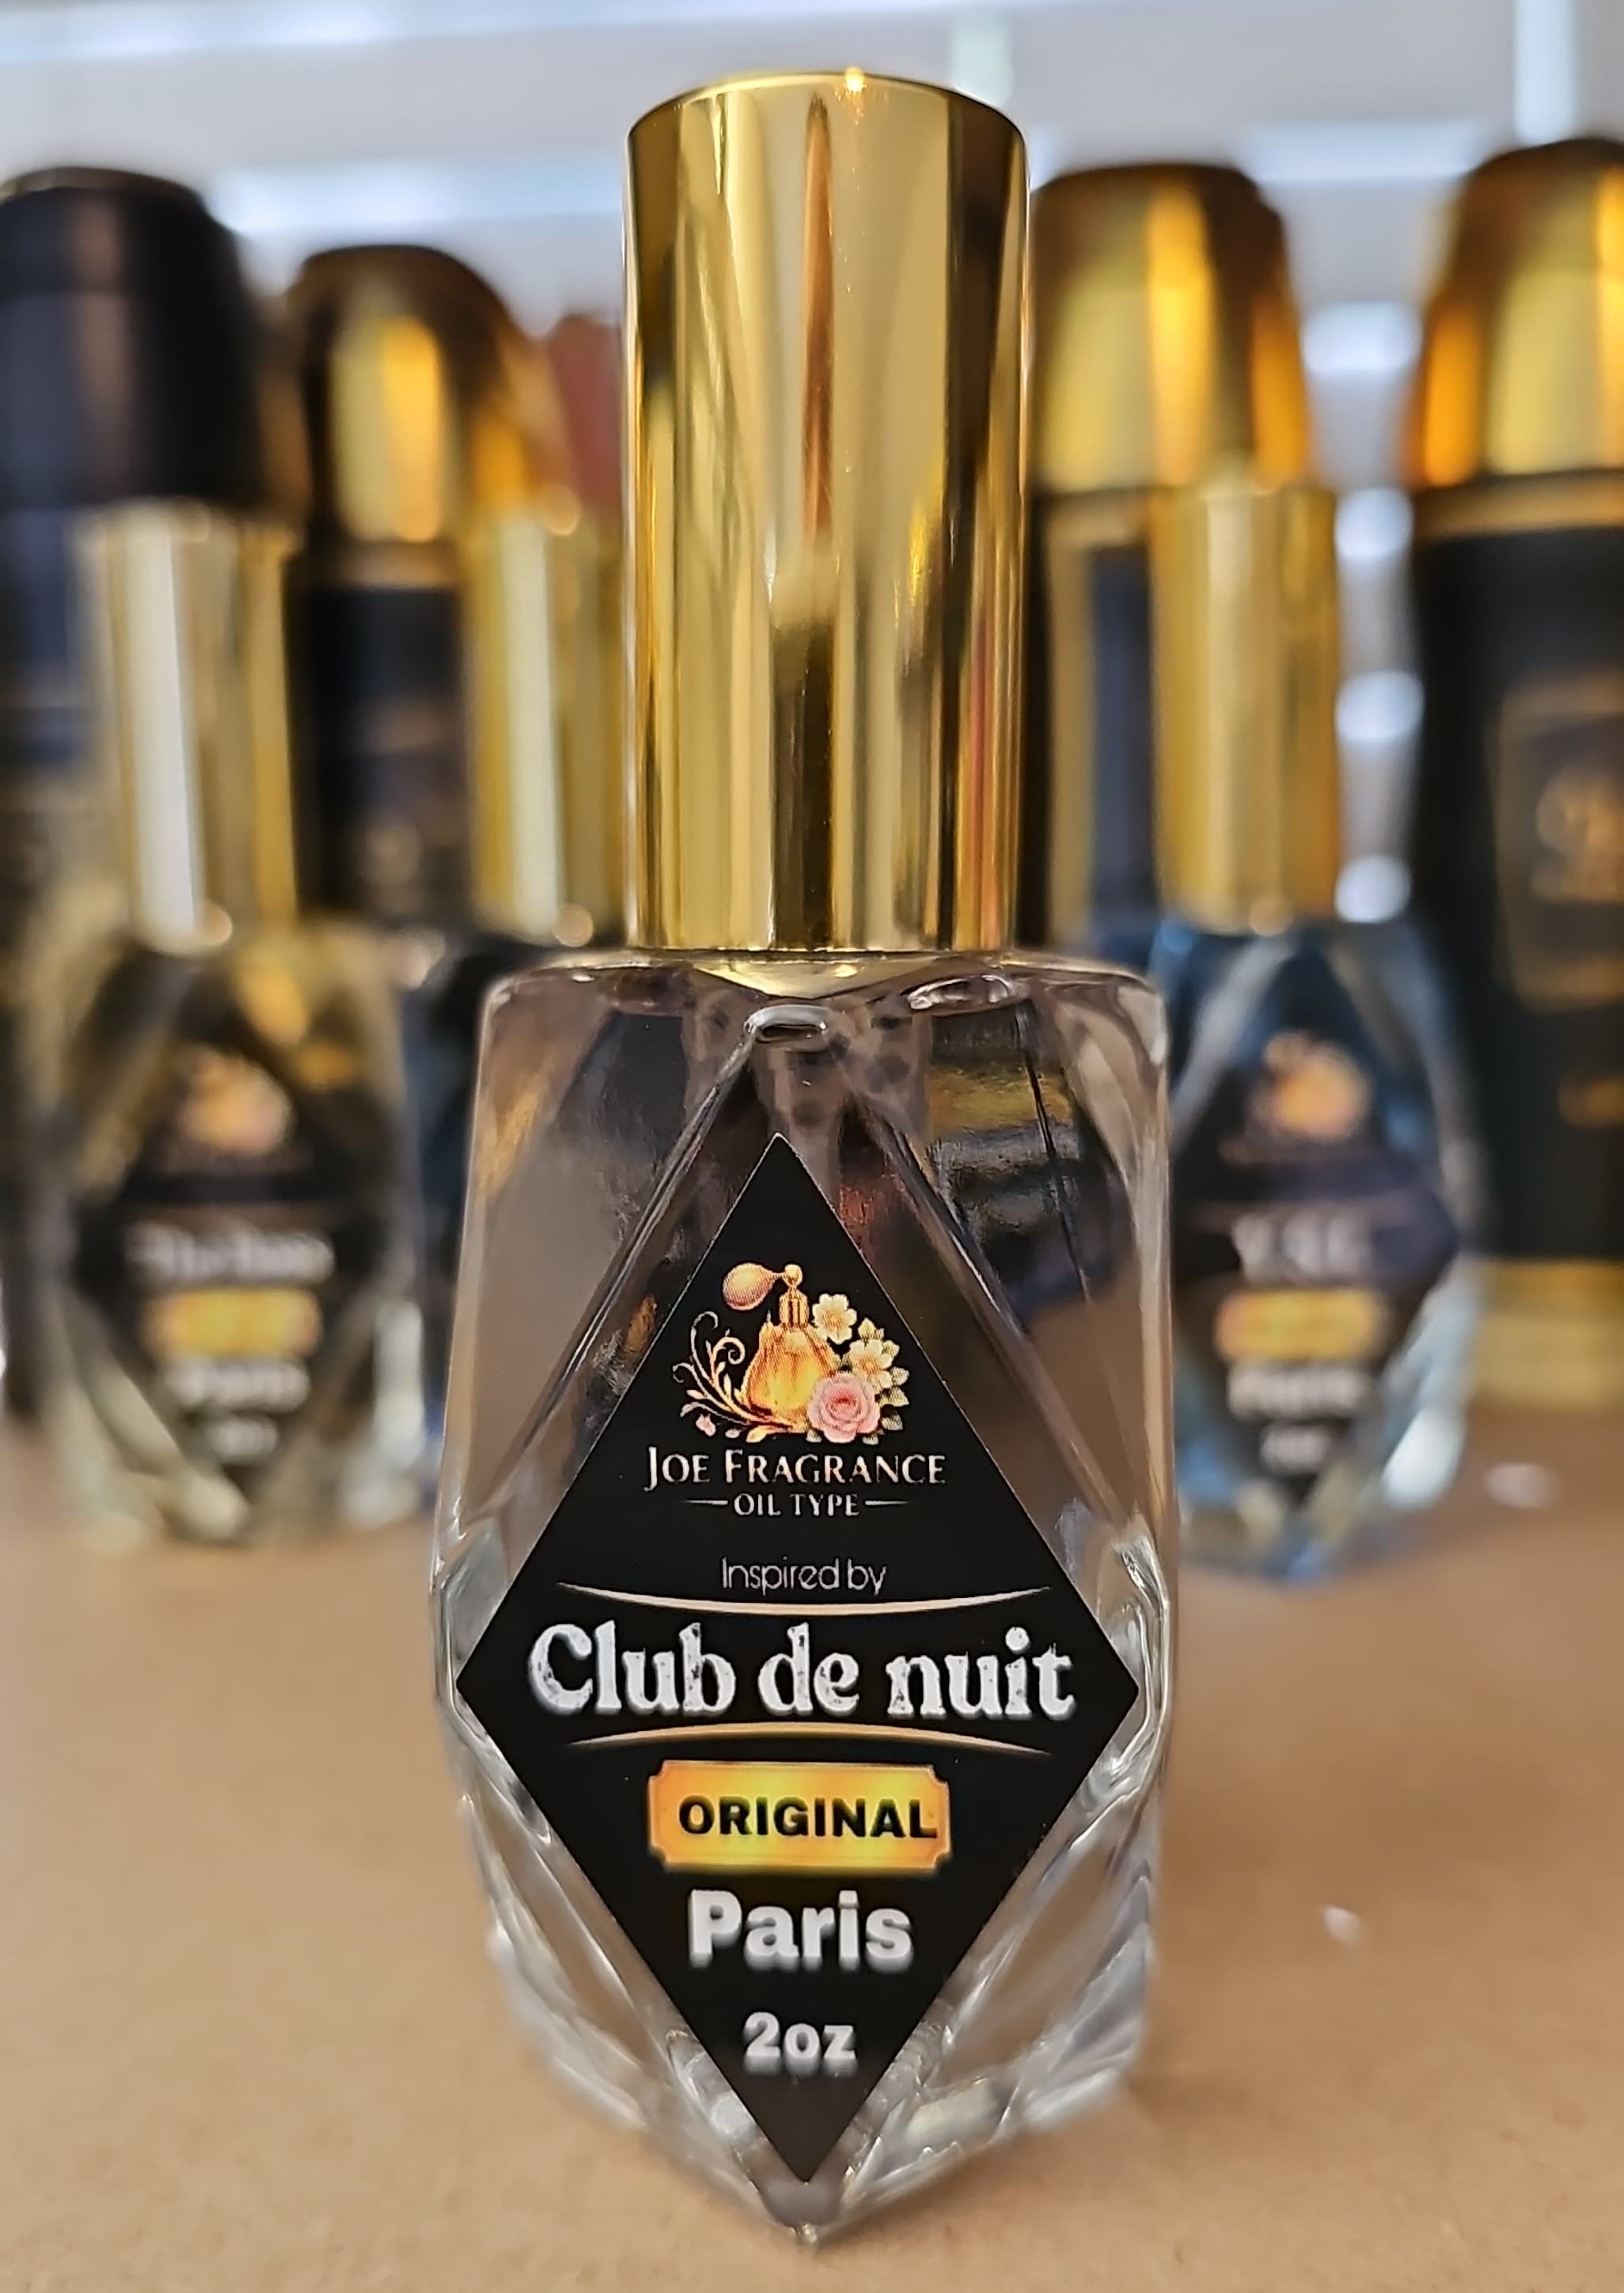 JOE FRAGRANCE
OIL TYPE
Inspired by
Club de nuit
ORIGINAL
Paris
2oz